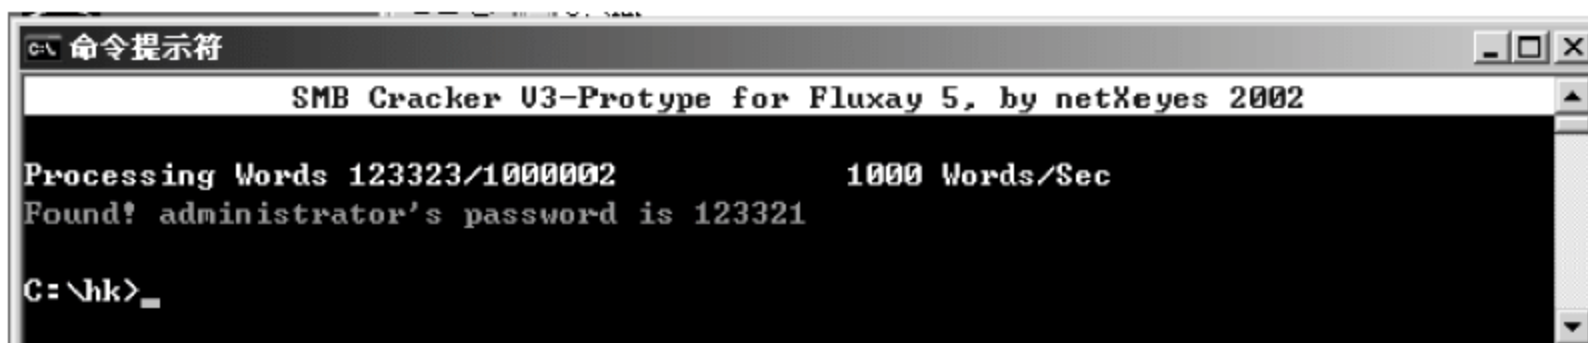 命令提示符
SMB Cracker V3-Protype for Fluxay 5, by netXeyes 2002
Processing Words 123323/1000002 1000 Words/Sec
Found! administrator's password is 123321
C:\hk>_